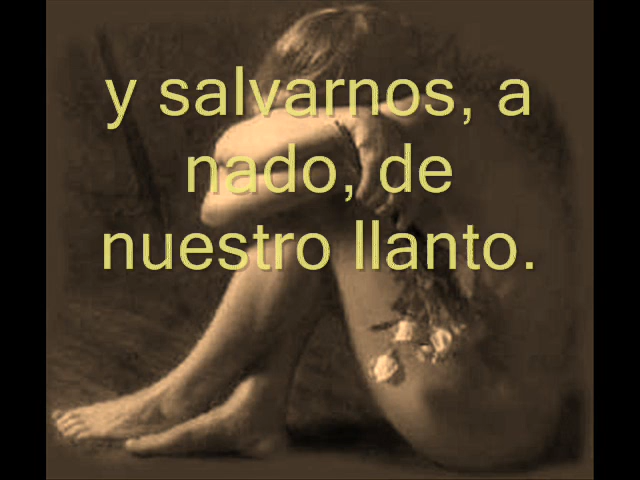 y salvarnos, a
nado, de
nuestro llanto.